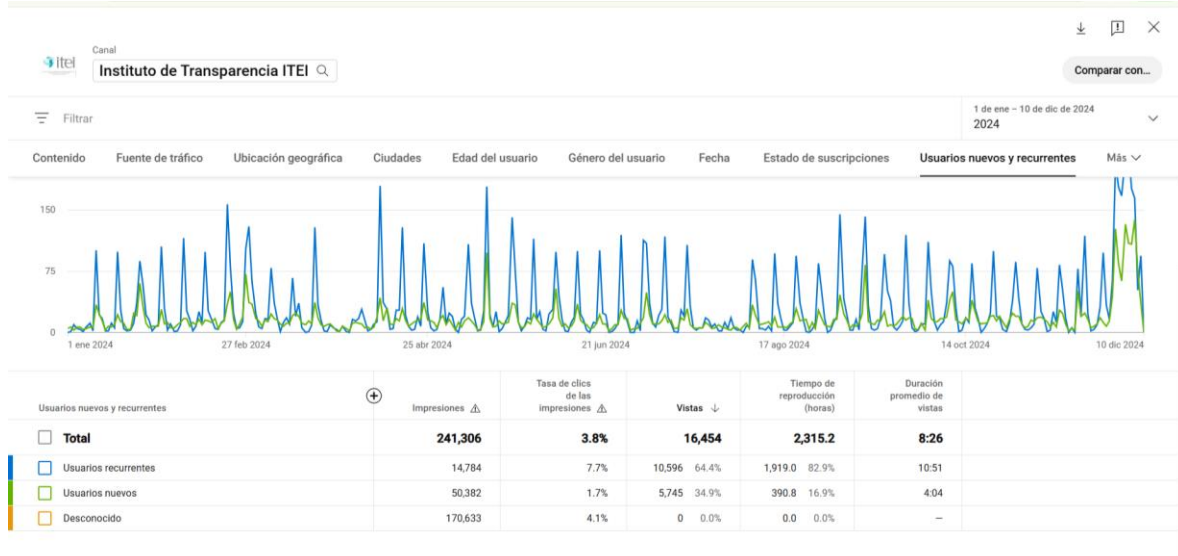 itei
Canal
Instituto de Transparencia ITEI
Comparar con...
Filtrar
1 de ene – 10 de dic de 2024
2024
Contenido Fuente de tráfico Ubicación geográfica Ciudades Edad del usuario Género del usuario Fecha Estado de suscripciones Usuarios nuevos y recurrentes Más
150
75
0
1 ene 2024 27 feb 2024 25 abr 2024 21 jun 2024 17 ago 2024 14 oct 2024 10 dic 2024
Usuarios nuevos y recurrentes
Impresiones
Tasa de clics
de las
impresiones
Vistas
Tiempo de
reproducción
(horas)
Duración
promedio de
vistas
Total 241,306 3.8% 16,454 2,315.2 8:26
Usuarios recurrentes 14,784 7.7% 10,596 64.4% 1,919.0 82.9% 10:51
Usuarios nuevos 50,382 1.7% 5,745 34.9% 390.8 16.9% 4:04
Desconocido 170,633 4.1% 0 0.0% 0.0 0.0% —